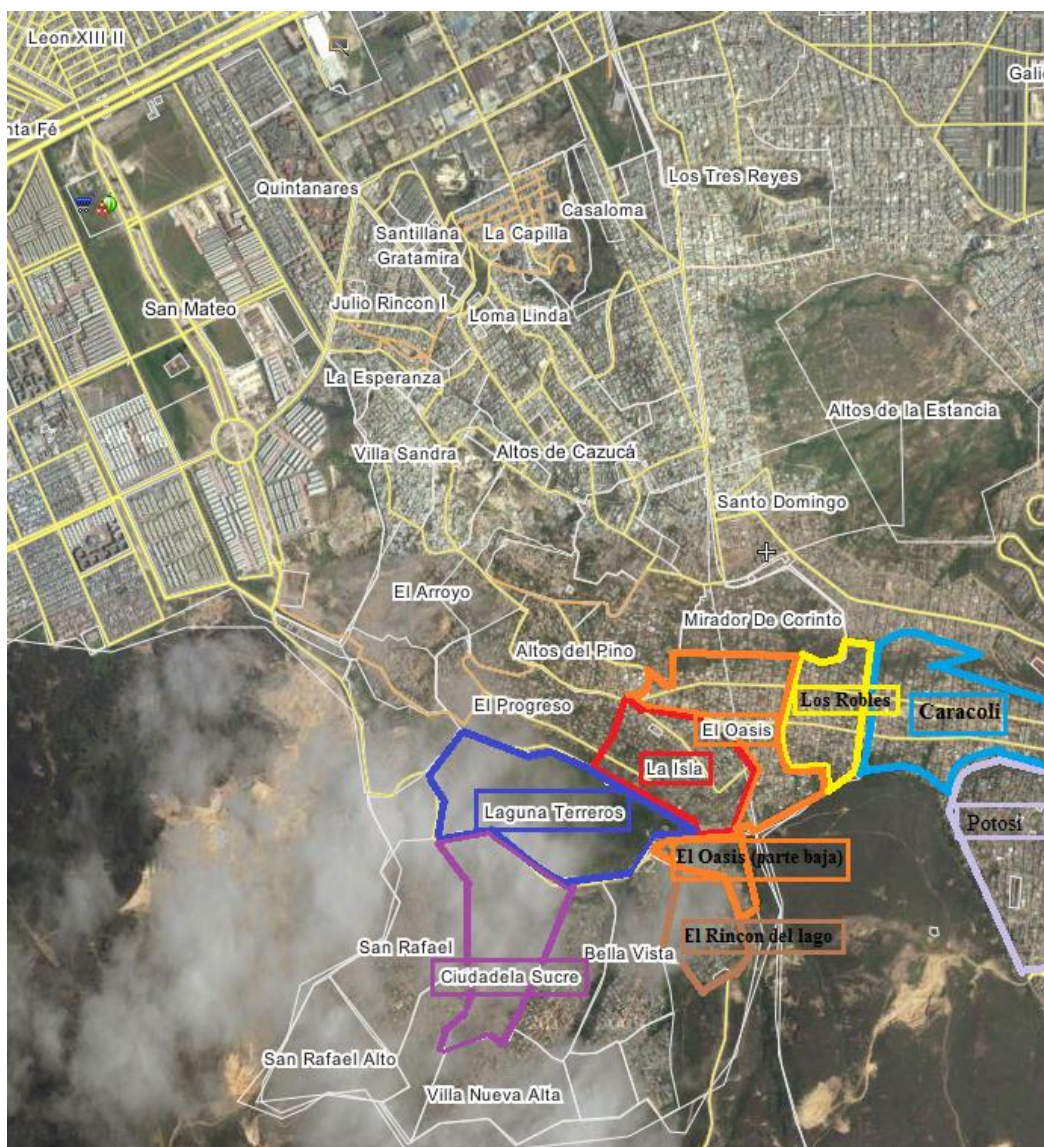 Leon XIII II
Gali
nta Fé
Los Tres Reyes
Quintanares
Casaloma
Santillana
La Capilla
Gratamira
San Mateo
Julio Rincon I
Loma Linda
La Esperanza
Altos de la Estancia
Villa Sandra
Altos de Cazucá
Santo Domingo
El Arroyo
Mirador De Corinto
Altos del Pino
El Progreso
Los Robles
Caracoli
El Oasis
La Isla
Laguna Terreros
Potosi
El Oasis (parte baja)
El Rincon del lago
San Rafael
Bella Vista
Ciudadela Sucre
San Rafael Alto
Villa Nueva Alta